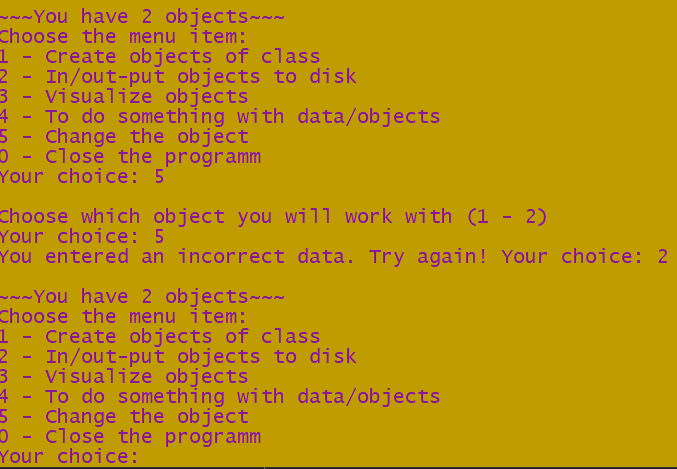 ~~~You have 2 objects~~~
Choose the menu item:
1 - Create objects of class
2 - In/out-put objects to disk
3 - Visualize objects
4 - To do something with data/objects
5 - Change the object
0 - Close the programm
Your choice: 5
Choose which object you will work with (1 - 2)
Your choice: 5
You entered an incorrect data. Try again! Your choice: 2
~~~You have 2 objects~~~
Choose the menu item:
1 - Create objects of class
2 - In/out-put objects to disk
3 - Visualize objects
4 - To do something with data/objects
5 - Change the object
0 - Close the programm
Your choice: